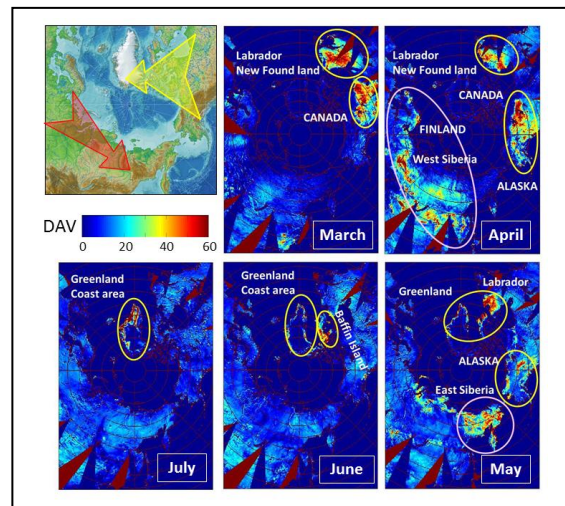 Labrador
New Found land
CANADA
March
Labrador
New Found land
CANADA
FINLAND
West Siberia
ALASKA
April
DAV
0 20 40 60
Greenland
Coast area
July
Greenland
Coast area
Baffin Island
June
Greenland
Labrador
ALASKA
East Siberia
May